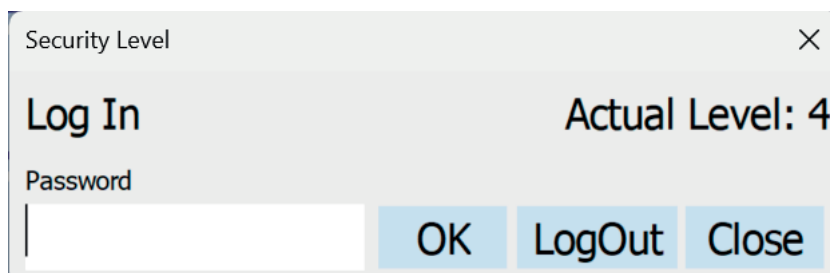 Security Level
Log In Actual Level: 4
Password
OK LogOut Close